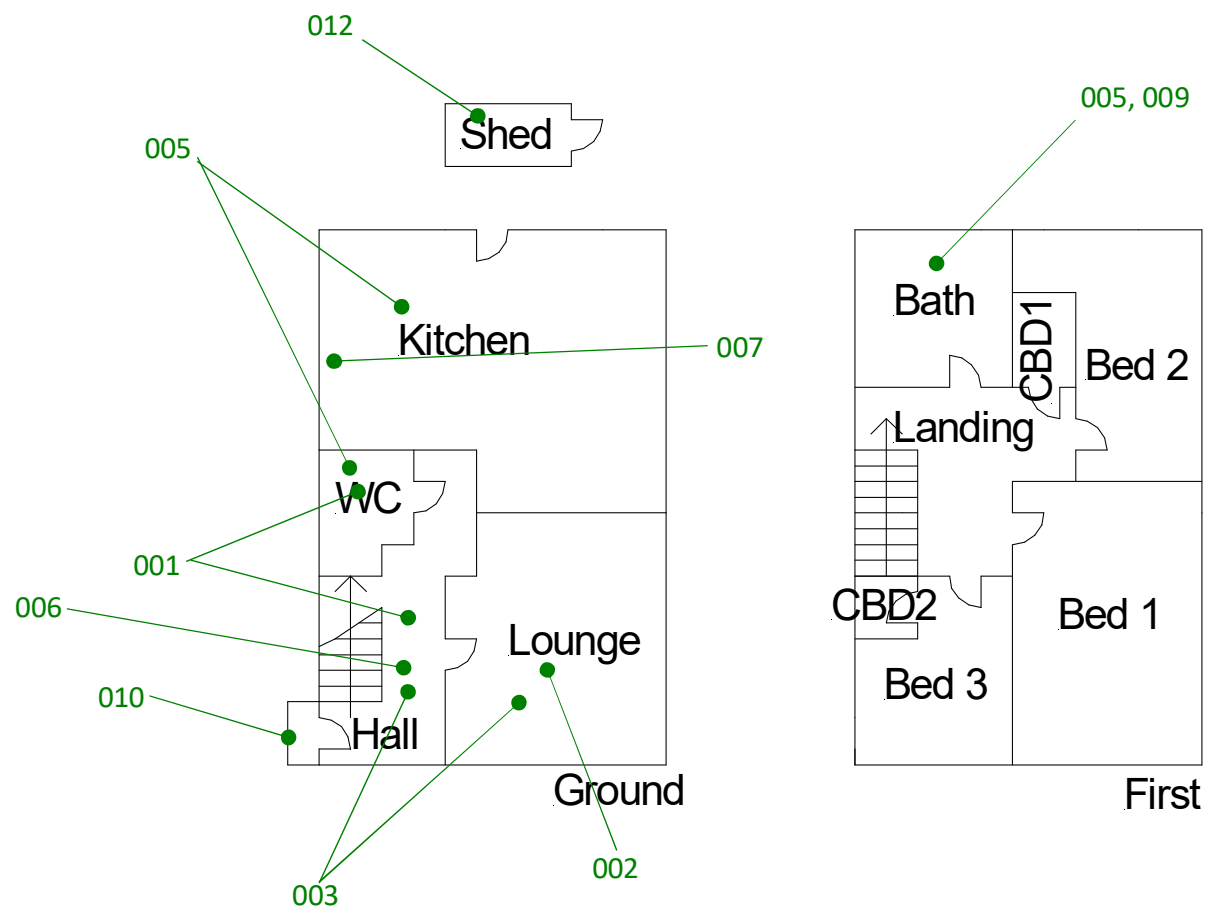 012
005, 009
Shed
005
Bath
CBD1
Kitchen
007
Bed 2
Landing
WC
001
006
CBD2
Lounge
Bed 1
Bed 3
010
Hall
Ground
First
002
003